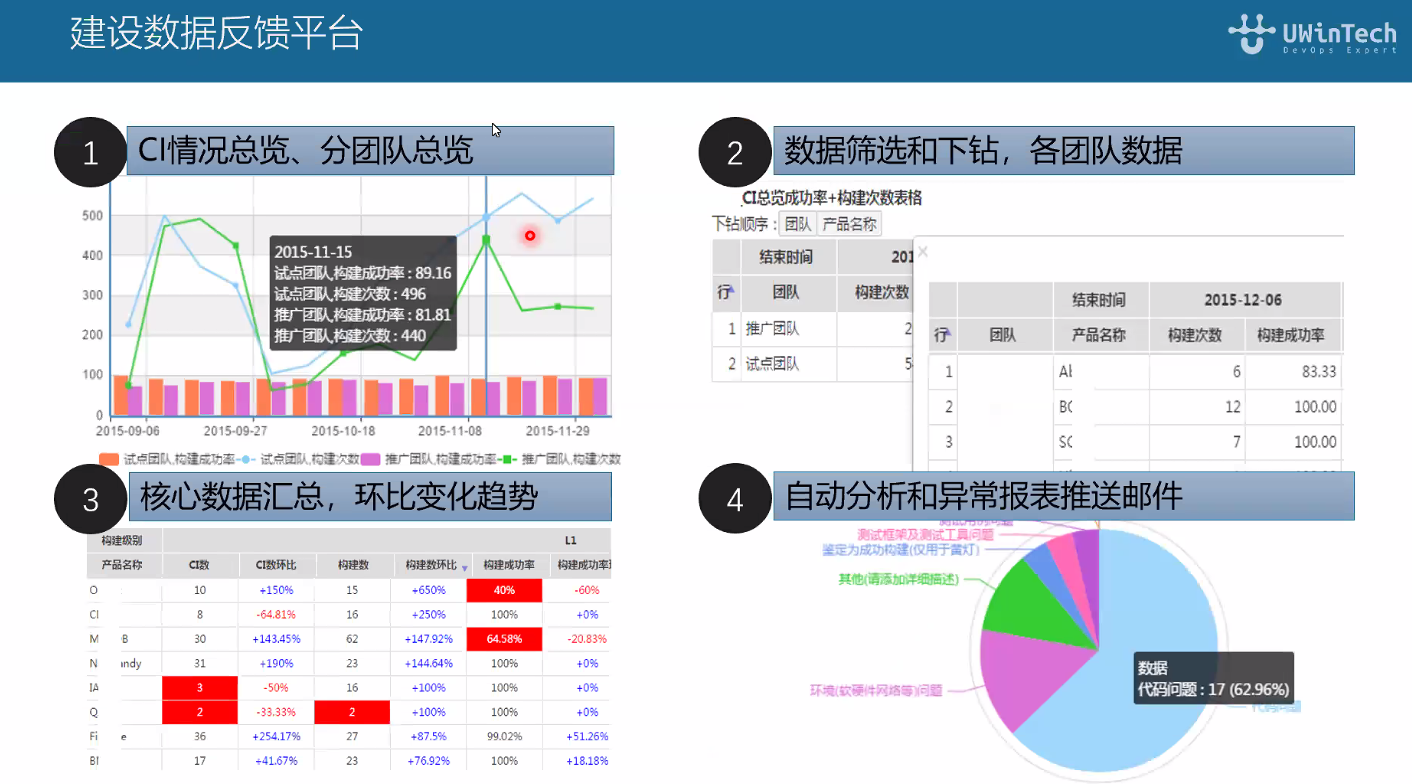 建设数据反馈平台
UWinTech
DevOps Expert
1
CI情况总览、分团队总览
500
400
300
200
100
0
2015-11-15
试点团队,构建成功率 : 89.16
试点团队,构建次数 : 496
推广团队,构建成功率 : 81.81
推广团队,构建次数 : 440
2015-09-06 2015-09-27 2015-10-18 2015-11-08 2015-11-29
试点团队,构建成功率 试点团队,构建次数 推广团队,构建成功率 推广团队,构建次数
2
数据筛选和下钻，各团队数据
CI总览成功率+构建次数表格
下钻顺序 : 团队 产品名称
结束时间 201
行 团队 构建次数
1 推广团队 2
2 试点团队 5
结束时间 2015-12-06
行 团队 产品名称 构建次数 构建成功率
1 6 83.33
2 BC 12 100.00
3 SC 7 100.00
3
核心数据汇总，环比变化趋势
构建级别 L1
产品名称 CI数 CI数环比 构建数 构建数环比 构建成功率 构建成功率
O 10 +150% 15 +650% 40% -60%
CI 8 -64.81% 16 +250% 100% +0%
M B 30 +143.45% 62 +147.92% 64.58% -20.83%
N andy 31 +190% 23 +144.64% 100% +0%
IA 3 -50% 16 +100% 100% +0%
Q 2 -33.33% 2 +100% 100% +0%
Fi e 36 +254.17% 27 +87.5% 99.02% +51.26%
BI 17 +41.67% 23 +76.92% 100% +18.18%
4
自动分析和异常报表推送邮件
测试框架及测试工具问题
鉴定为成功构建(仅用于黄灯)
其他(请添加详细描述)
环境(软硬件网络等)问题
数据
代码问题 : 17 (62.96%)
代码问题